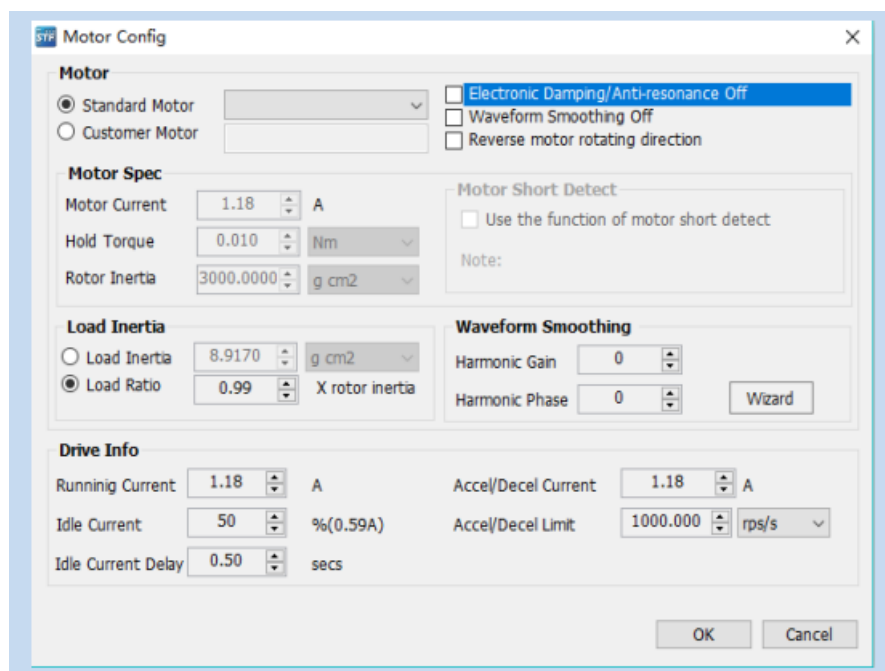 STF Motor Config
Motor
Standard Motor
Customer Motor
Electronic Damping/Anti-resonance Off
Waveform Smoothing Off
Reverse motor rotating direction
Motor Spec
Motor Current 1.18 A
Hold Torque 0.010 Nm
Rotor Inertia 3000.0000 g cm2
Motor Short Detect
Use the function of motor short detect
Note:
Load Inertia
Load Inertia 8.9170 g cm2
Load Ratio 0.99 X rotor inertia
Waveform Smoothing
Harmonic Gain 0
Harmonic Phase 0 Wizard
Drive Info
Runninig Current 1.18 A
Idle Current 50 %(0.59A)
Idle Current Delay 0.50 secs
Accel/Decel Current 1.18 A
Accel/Decel Limit 1000.000 rps/s
OK Cancel